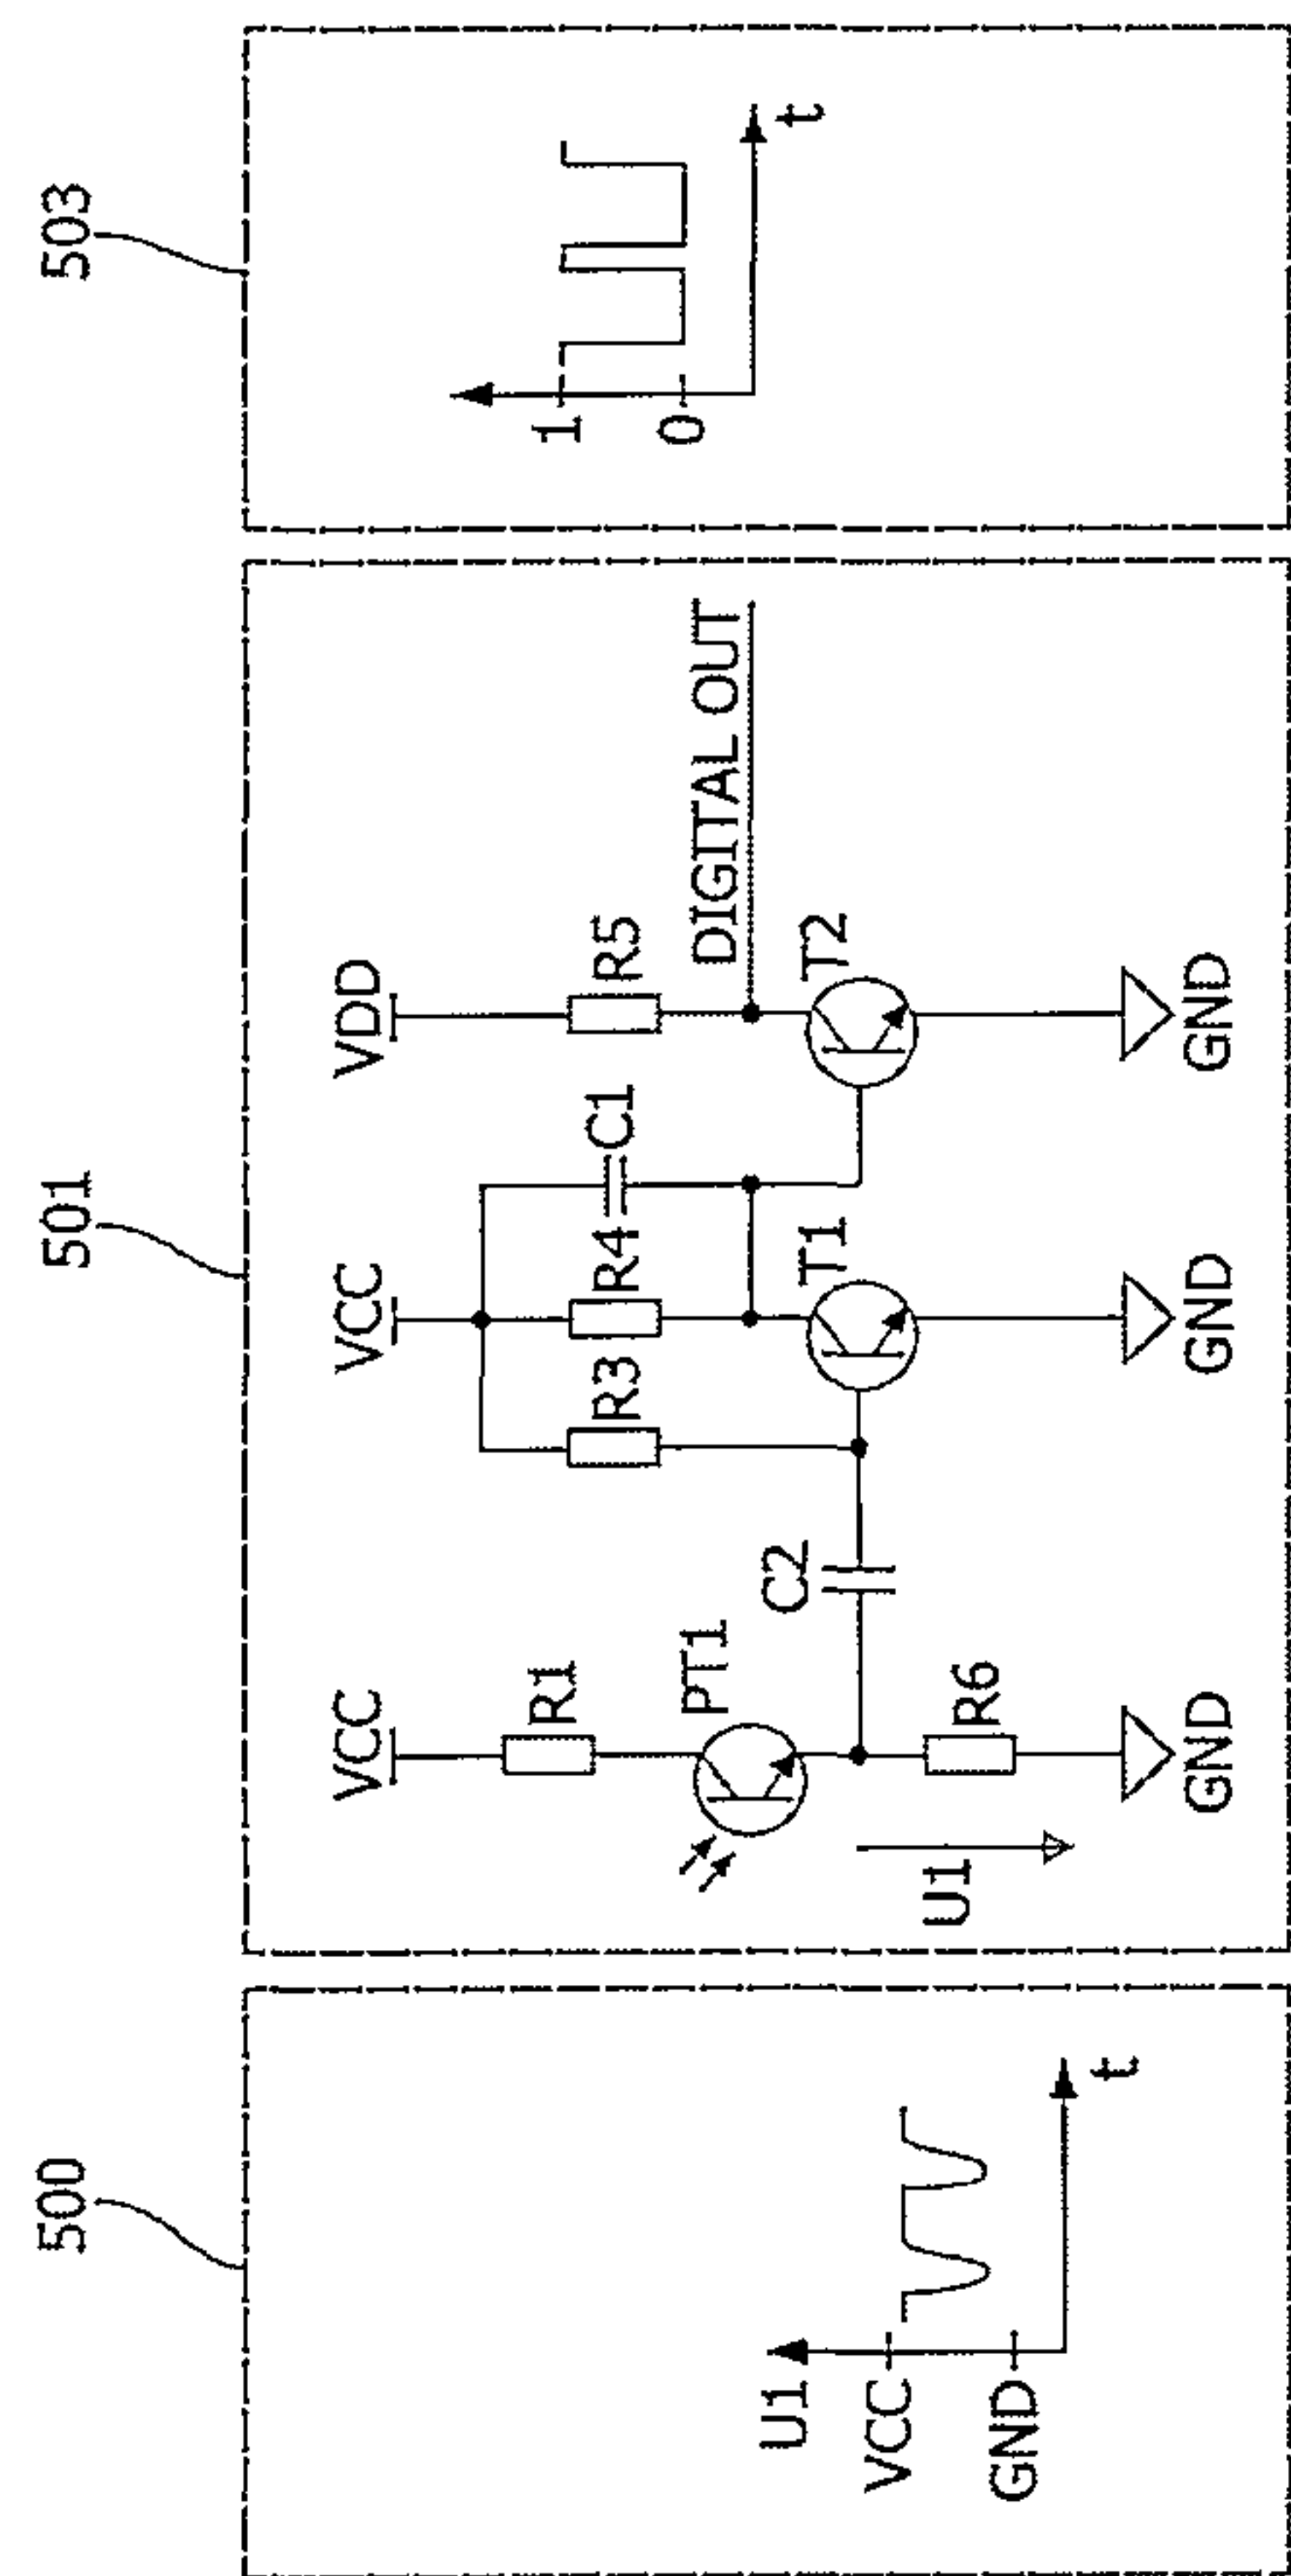 500
501
503
U1
VCC
GND
t
VCC
R1
PT1
C2
R6
U1
GND
VCC
R3
R4
C1
T1
GND
VDD
R5
DIGITAL OUT
T2
GND
1
0
t